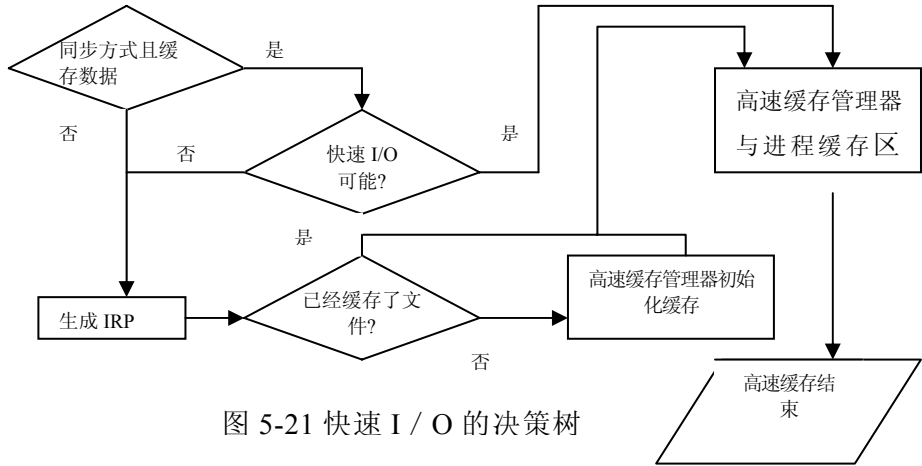 同步方式且缓
存数据
是
否
快速 I/O
可能?
否
是
高速缓存管理器
与进程缓存区
是
生成 IRP
已经缓存了文
件?
否
高速缓存管理器初始
化缓存
高速缓存结
束
图 5-21 快速 I / O 的决策树